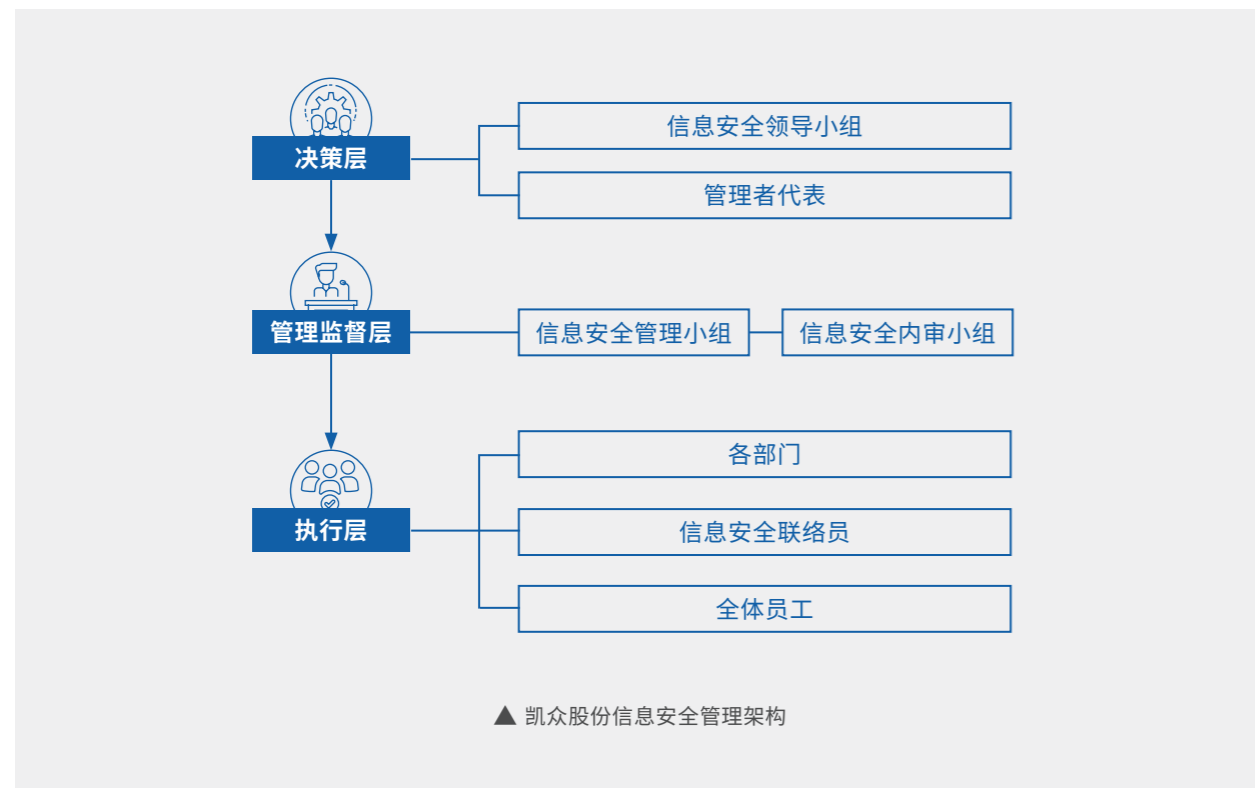 信息安全领导小组
决策层
管理者代表
管理监督层
信息安全管理小组
信息安全内审小组
各部门
执行层
信息安全联络员
全体员工
▲ 凯众股份信息安全管理架构